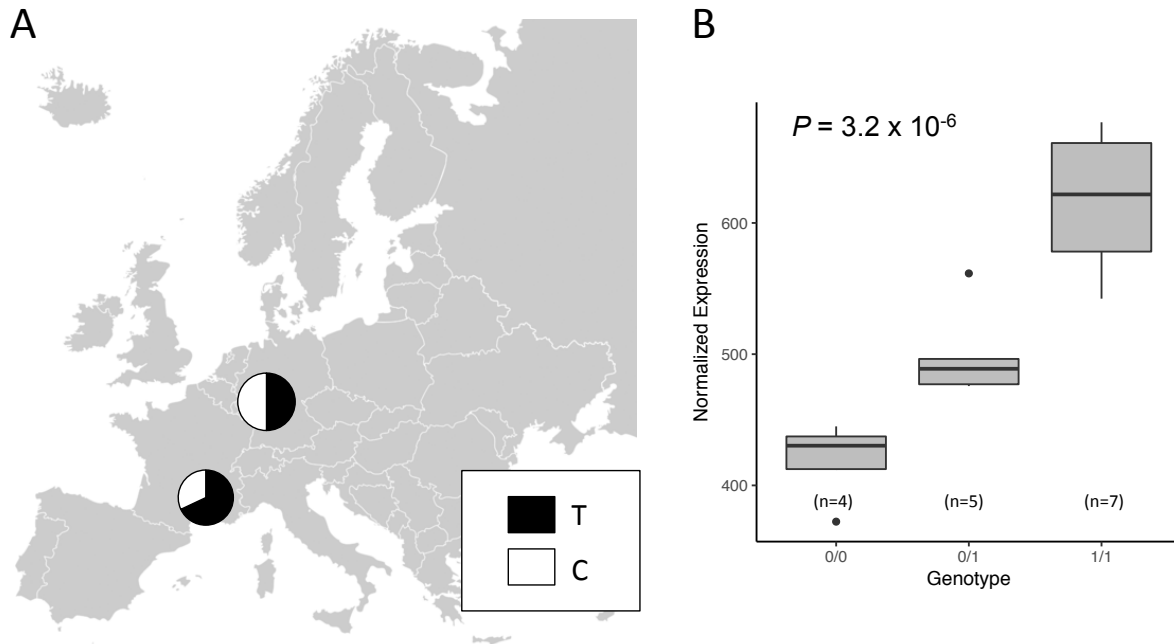 A
T
C
B
P = 3.2 x 10-6
Normalized Expression
600
500
400
(n=4) (n=5) (n=7)
0/0 0/1 1/1
Genotype